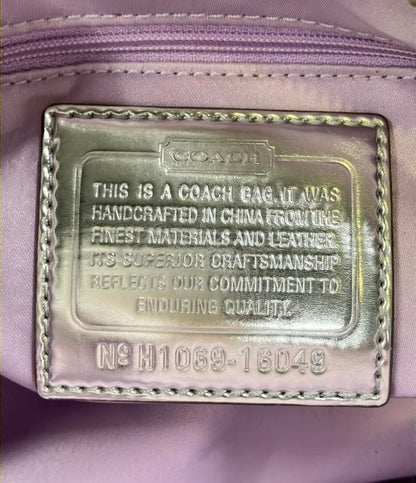 COACH
THIS IS A COACH BAG. IT WAS
HANDCRAFTED IN CHINA FROM THE
FINEST MATERIALS AND LEATHER.
ITS SUPERIOR CRAFTSMANSHIP
REFLECTS OUR COMMITMENT TO
ENDURING QUALITY.
Nº H1069-16049